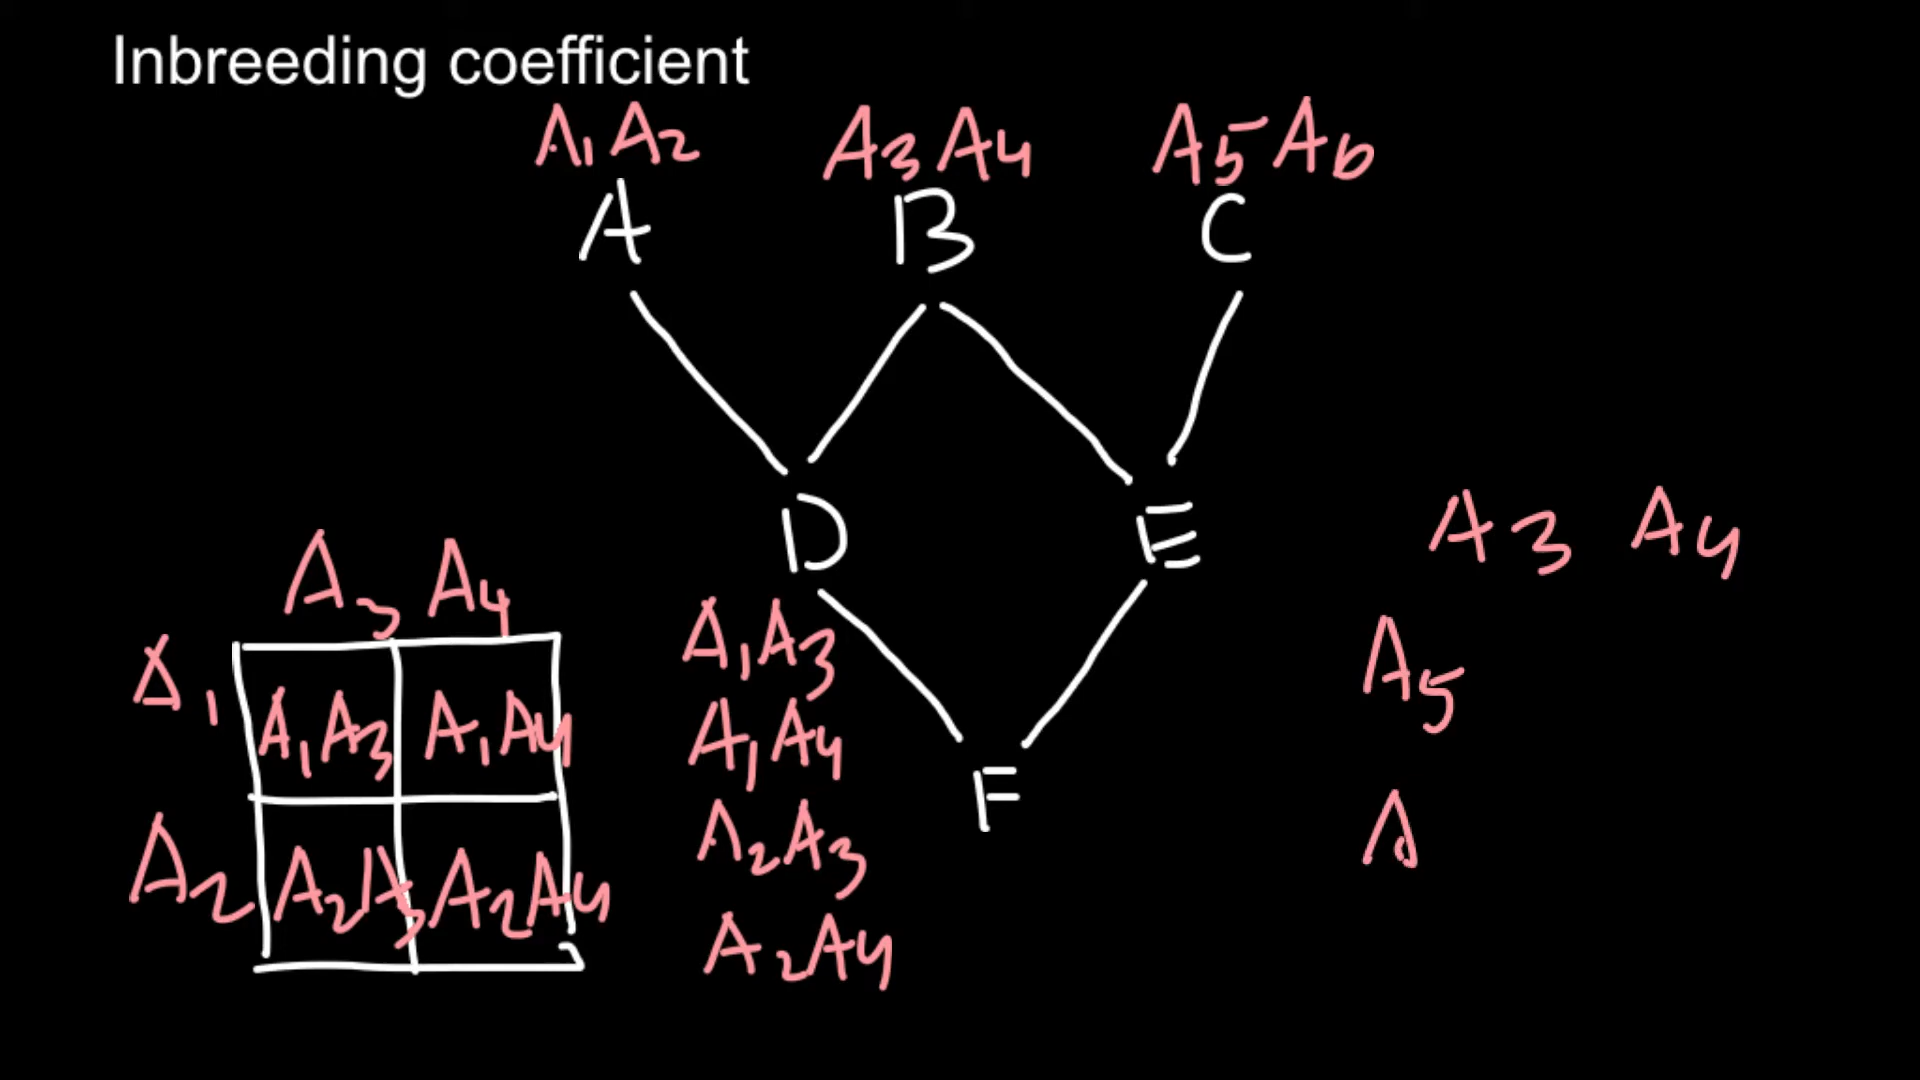 Inbreeding coefficient
A1A2 A3A4 A5A6
A B C
D E
A3 A4
A3 A4
A1 A1A3 A1A4
A2 A2A3 A2A4
A1A3
A1A4
A2A3
A2A4
F
A5
A